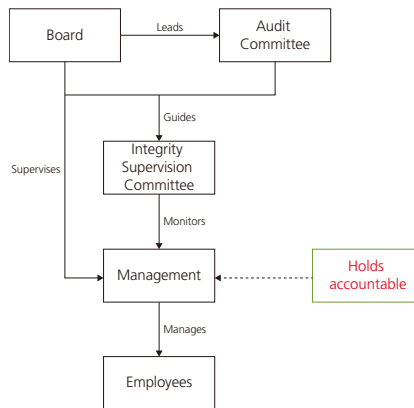 Board
Leads
Audit
Committee
Guides
Integrity
Supervision
Committee
Supervises
Monitors
Management
Holds
accountable
Manages
Employees